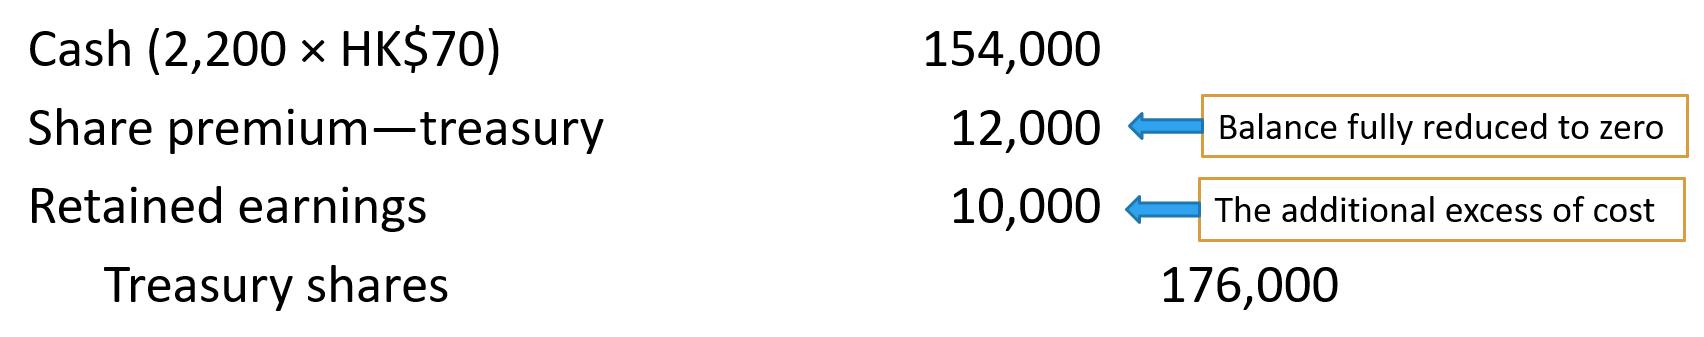 Cash (2,200 × HK$70) 154,000
Share premium—treasury 12,000 Balance fully reduced to zero
Retained earnings 10,000 The additional excess of cost
Treasury shares 176,000